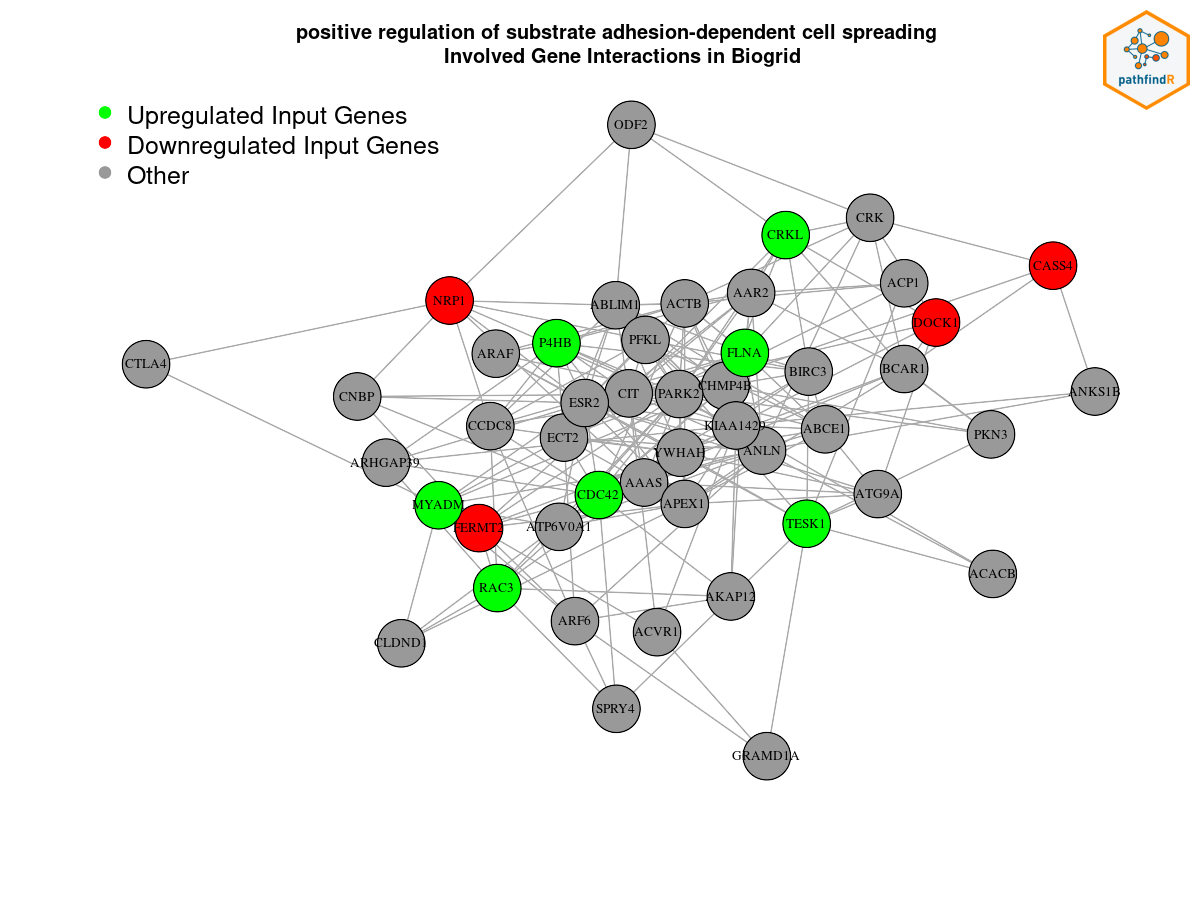 positive regulation of substrate adhesion-dependent cell spreading
Involved Gene Interactions in Biogrid
pathfindR
Upregulated Input Genes
Downregulated Input Genes
Other
ODF2
CRK
CRKL
CASS4
ACP1
AAR2
NRP1
ABLIM1
ACTB
DOCK1
PFKL
P4HB
ARAF
FLNA
CTLA4
BIRC3
BCAR1
CHMP4B
ANKS1B
CNBP
CIT
PARK2
ESR2
CCDC8
KIAA1429
ABCE1
PKN3
ECT2
YWHAH
ANLN
ARHGAP39
AAAS
CDC42
ATG9A
APEX1
MYADM
FERMT2
ATP6V0A1
TESK1
ACACB
RAC3
AKAP12
ARF6
ACVR1
CLDND1
SPRY4
GRAMD1A